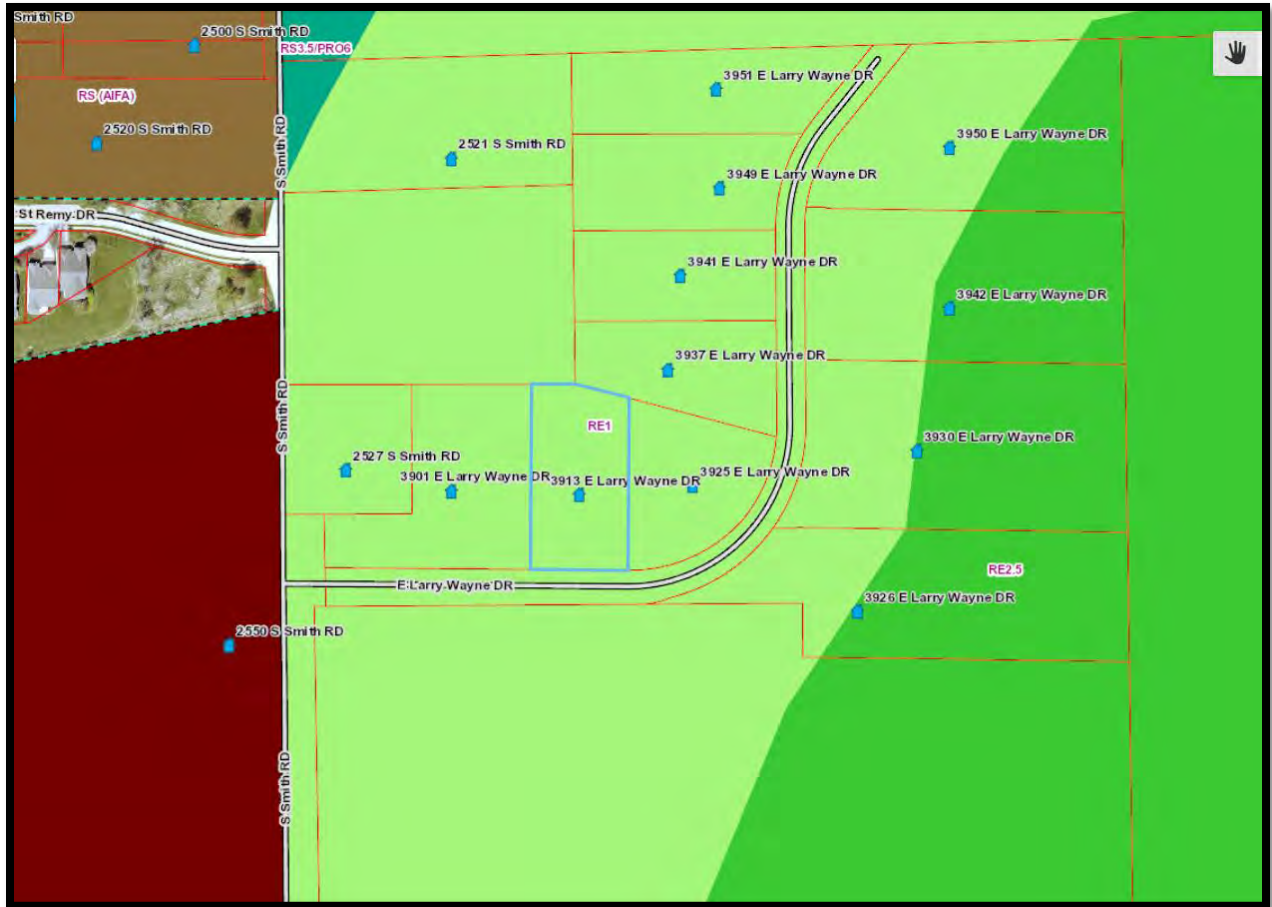 Smith RD
2500 S Smith RD
RS3.5/PRO6
3951 E Larry Wayne DR
RS (AIFA)
2520 S Smith RD
S Smith RD
2521 S Smith RD
3950 E Larry Wayne DR
3949 E Larry Wayne DR
St Remy DR
3941 E Larry Wayne DR
3942 E Larry Wayne DR
3937 E Larry Wayne DR
S Smith RD
RE1
3930 E Larry Wayne DR
2527 S Smith RD
3901 E Larry Wayne DR
3913 E Larry Wayne DR
3925 E Larry Wayne DR
RE2.5
E Larry Wayne DR
3926 E Larry Wayne DR
2550 S Smith RD
S Smith RD